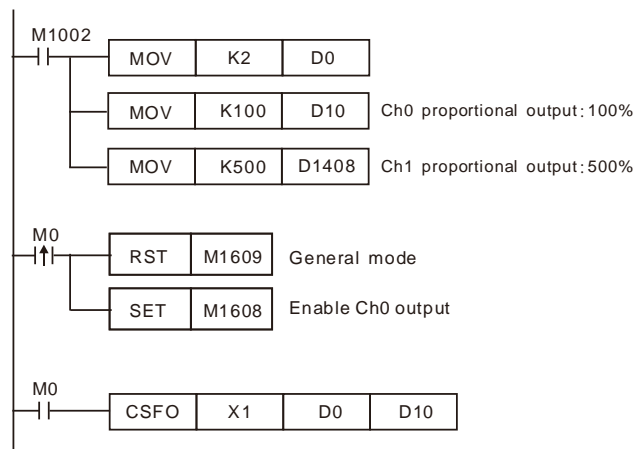 M1002
MOV K2 D0
MOV K100 D10 Ch0 proportional output: 100%
MOV K500 D1408 Ch1 proportional output: 500%
M0
RST M1609 General mode
SET M1608 Enable Ch0 output
M0
CSFO X1 D0 D10